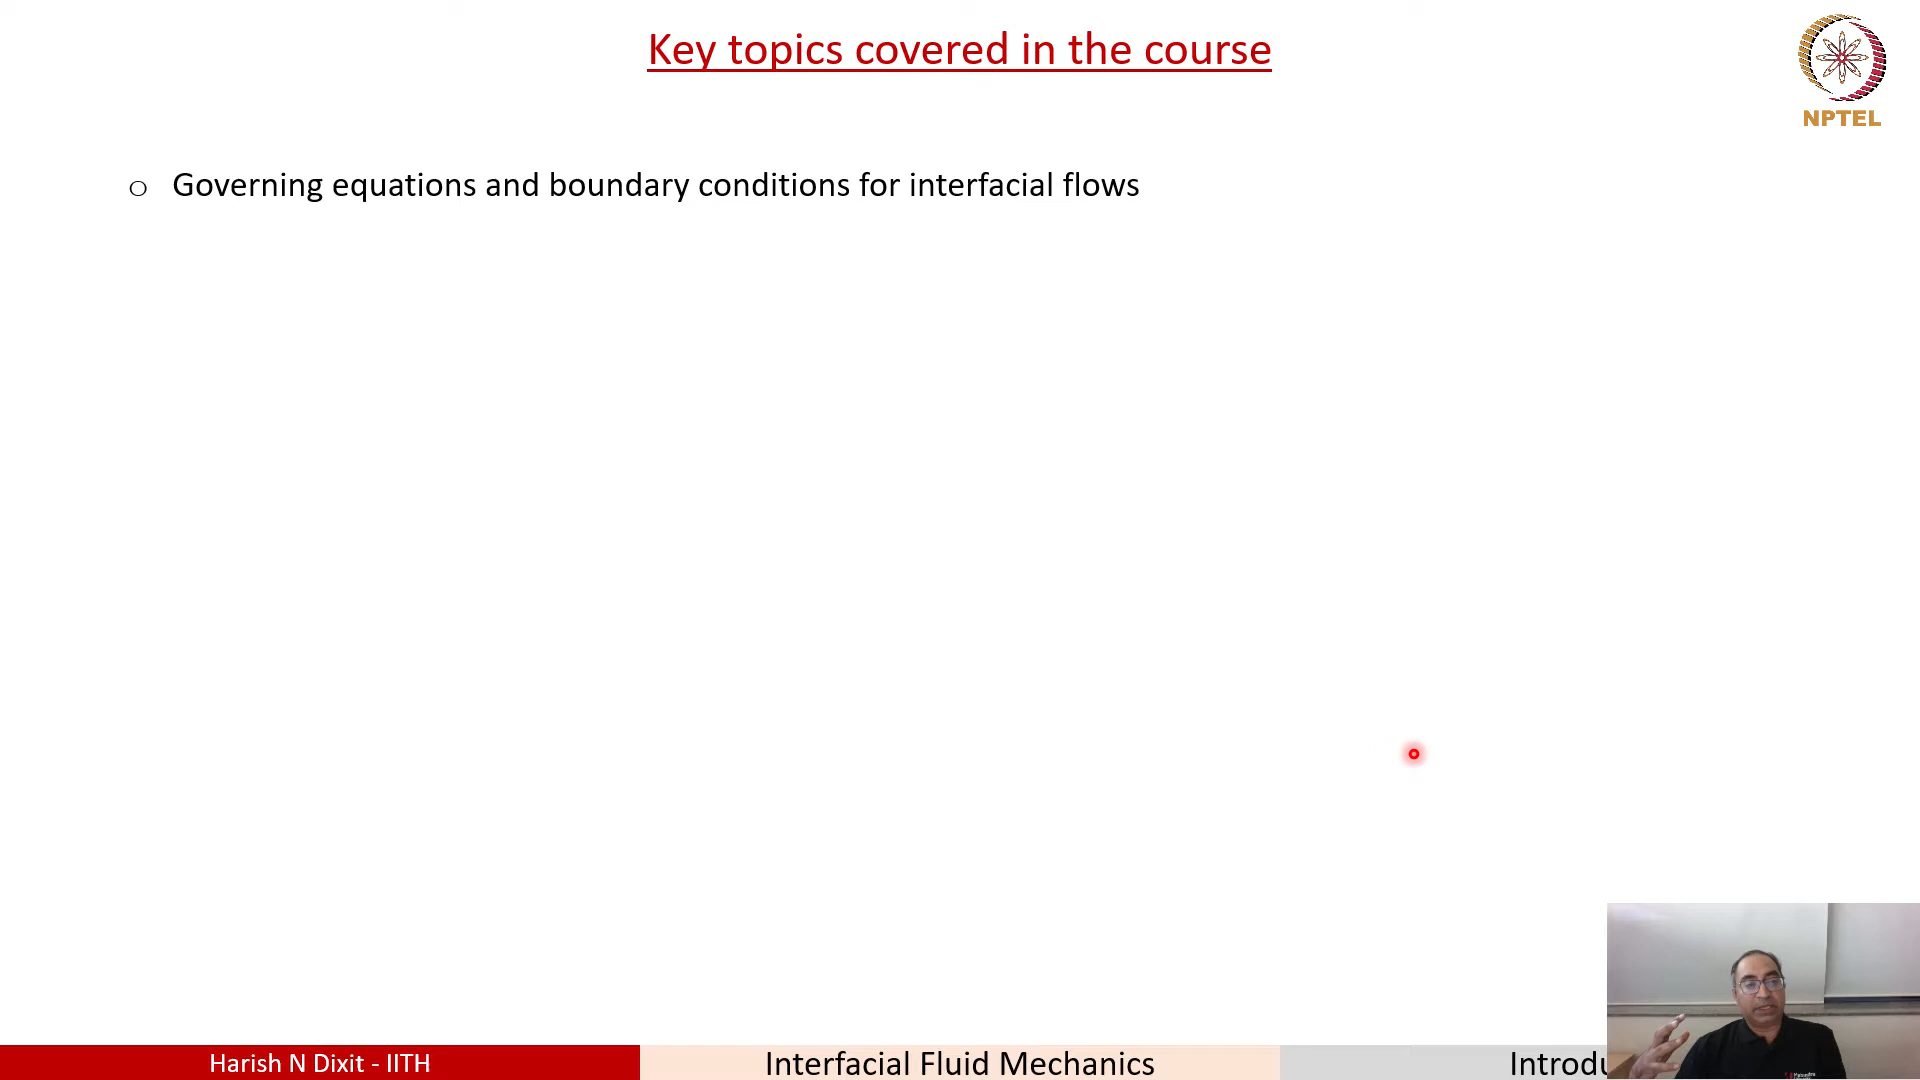 Key topics covered in the course
NPTEL
○ Governing equations and boundary conditions for interfacial flows
Harish N Dixit - IITH
Interfacial Fluid Mechanics
Introdu